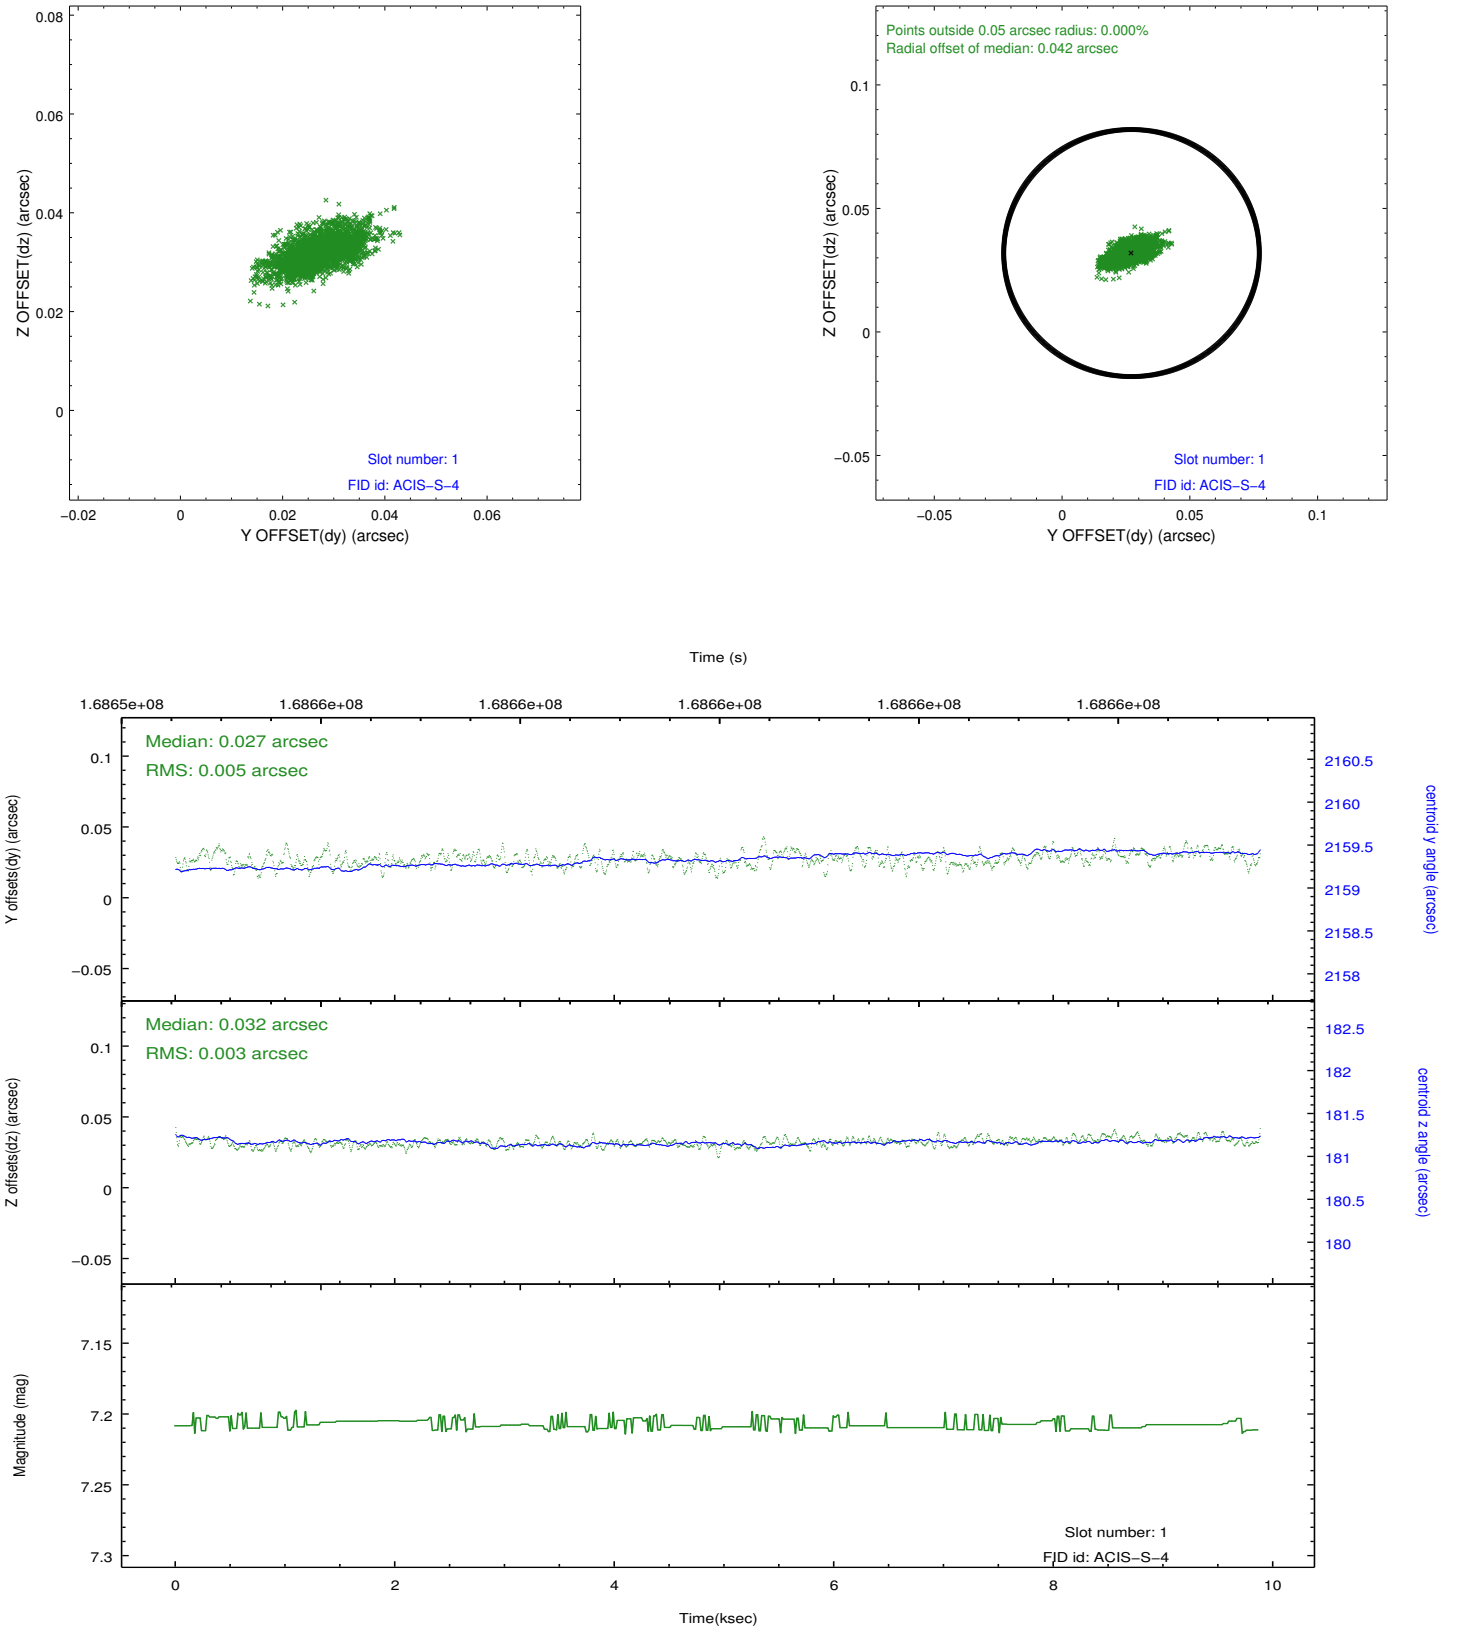 0.08
0.06
0.04
0.02
0
Z OFFSET(dz) (arcsec)
Slot number: 1
FID id: ACIS−S−4
−0.02 0 0.02 0.04 0.06
Y OFFSET(dy) (arcsec)
Points outside 0.05 arcsec radius: 0.000%
Radial offset of median: 0.042 arcsec
0.1
0.05
0
−0.05
Z OFFSET(dz) (arcsec)
Slot number: 1
FID id: ACIS−S−4
−0.05 0 0.05 0.1
Y OFFSET(dy) (arcsec)
Time (s)
1.6865e+08 1.6866e+08 1.6866e+08 1.6866e+08 1.6866e+08 1.6866e+08
Median: 0.027 arcsec
RMS: 0.005 arcsec
0.1
0.05
0
−0.05
Y offsets(dy) (arcsec)
2160.5
2160
2159.5
2159
2158.5
2158
centroid y angle (arcsec)
Median: 0.032 arcsec
RMS: 0.003 arcsec
0.1
0.05
0
−0.05
Z offsets(dz) (arcsec)
182.5
182
181.5
181
180.5
180
centroid z angle (arcsec)
7.15
7.2
7.25
7.3
Magnitude (mag)
Slot number: 1
FID id: ACIS−S−4
0 2 4 6 8 10
Time(ksec)